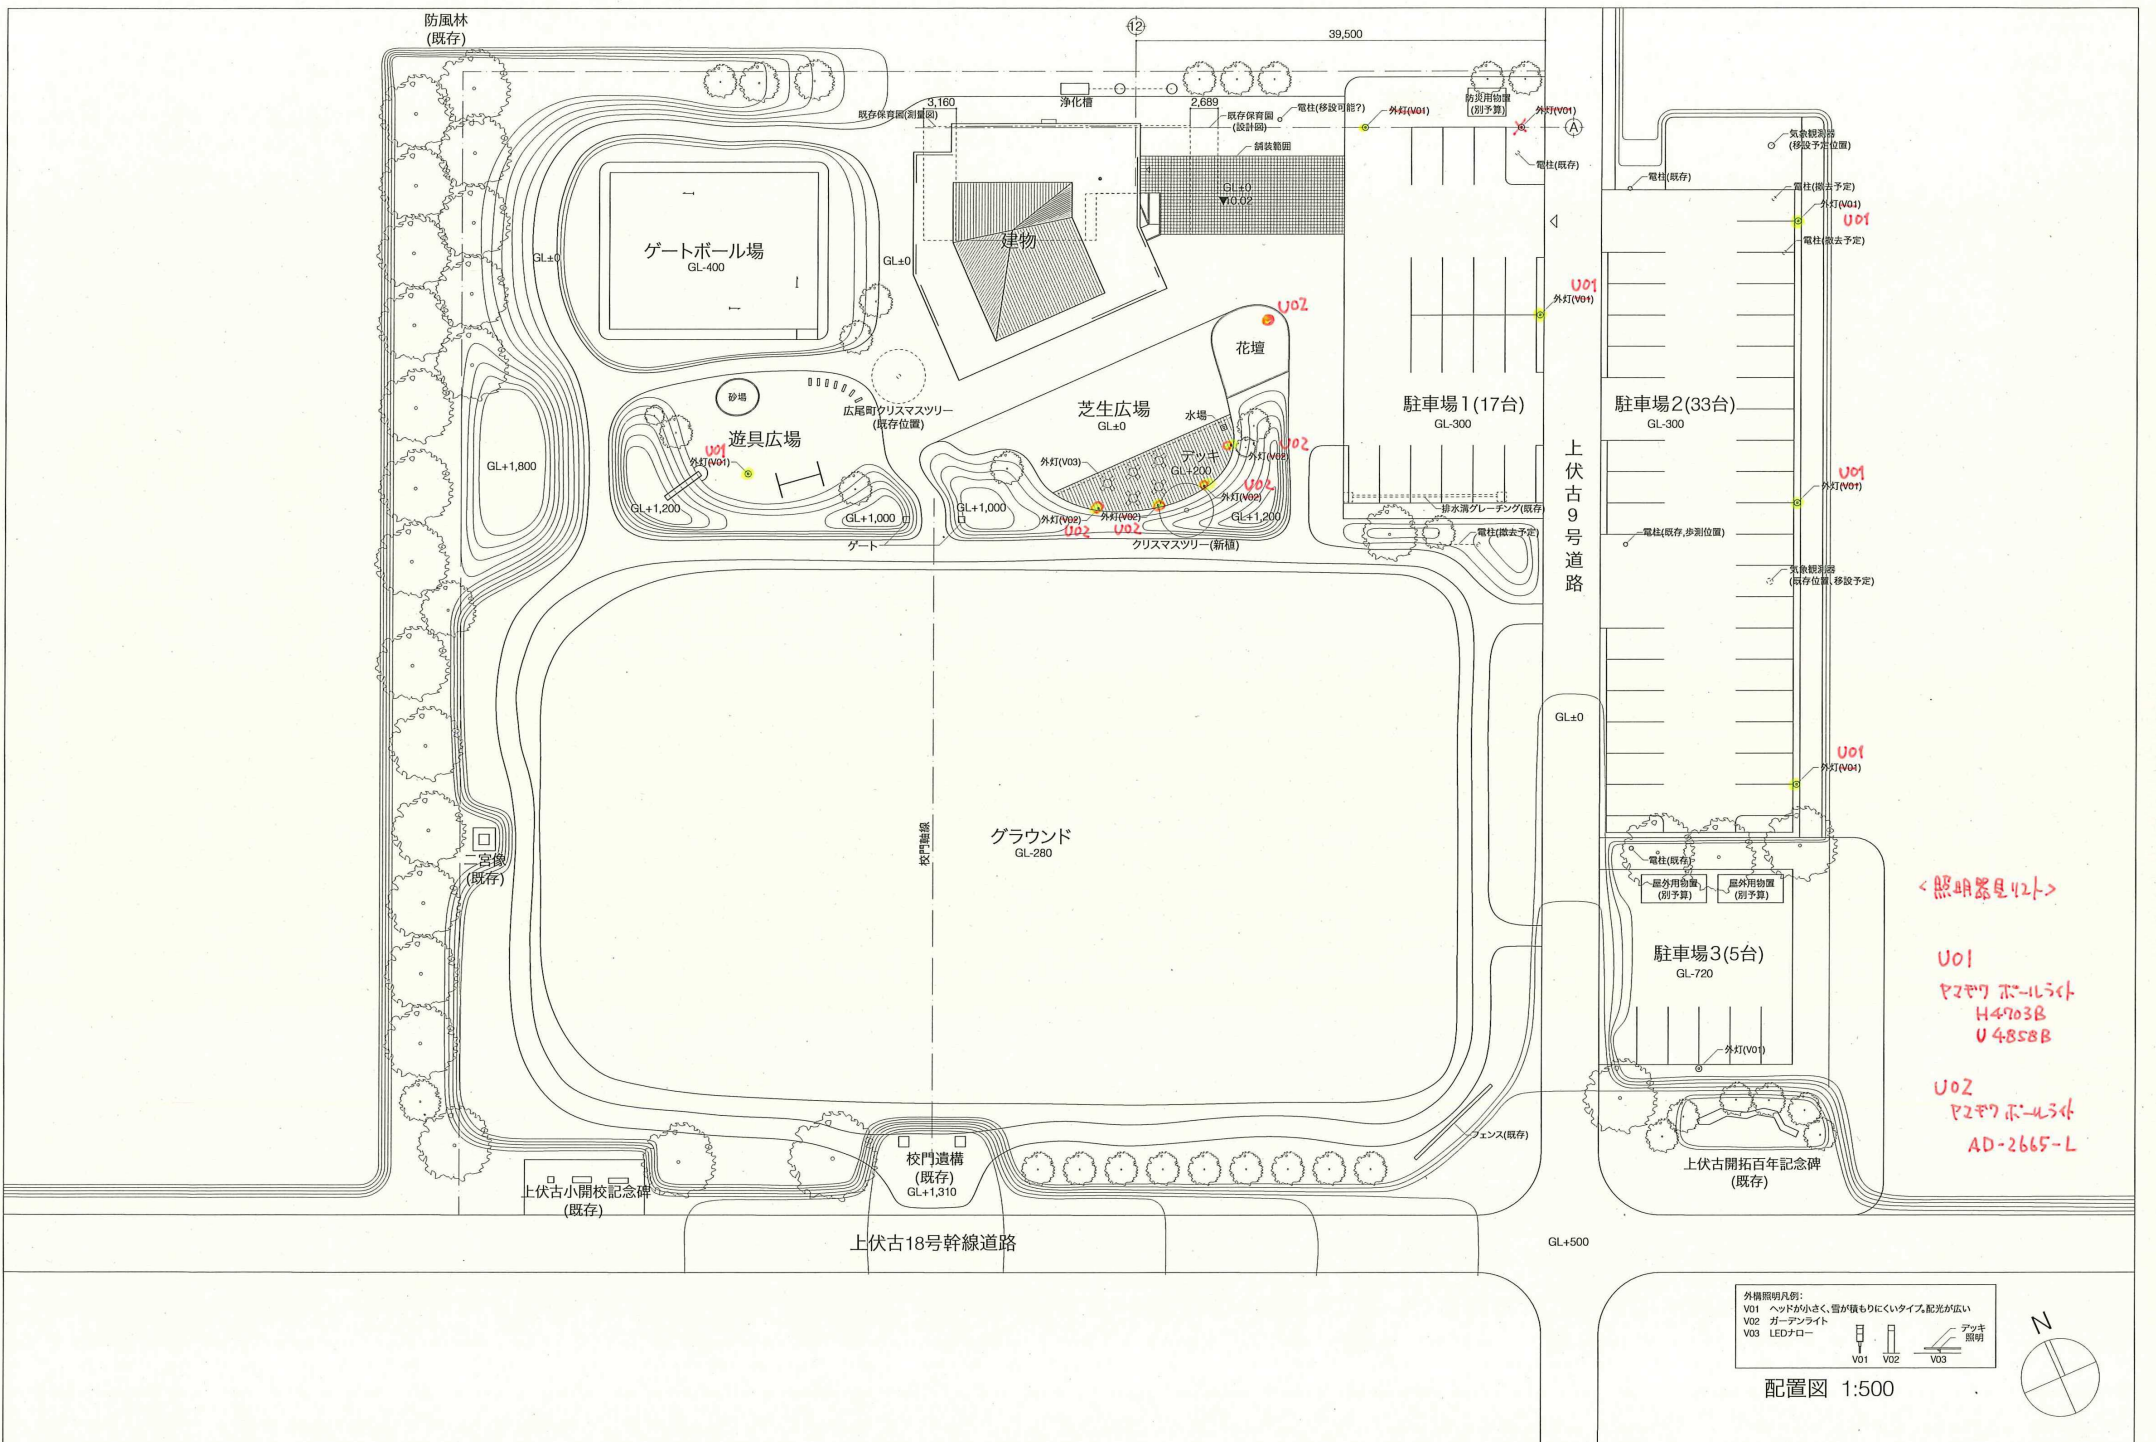 防風林
(既存)
12
39,500
3,160
浄化槽
2,689
既存保育園(測量図)
既存保育園
(設計図)
電柱(移設可能?)
外灯(V01)
防災用物置
(別予算)
外灯(V01)
A
舗装範囲
電柱(既存)
気象観測器
(移設予定位置)
電柱(既存)
電柱(撤去予定)
外灯(V01)
U01
電柱(撤去予定)
GL±0
▼10.02
建物
ゲートボール場
GL-400
GL±0
GL±0
U01
外灯(V01)
U02
花壇
砂場
広尾町クリスマスツリー
(既存位置)
遊具広場
U01
外灯(V01)
芝生広場
GL±0
水場
U02
外灯(V02)
外灯(V03)
デッキ
GL+200
U02
外灯(V02)
駐車場1(17台)
GL-300
駐車場2(33台)
GL-300
上伏古9号道路
GL+1,800
GL+1,200
GL+1,000
GL+1,000
外灯(V02)
U02
外灯(V02)
U02
GL+1,200
ゲート
クリスマスツリー(新植)
排水溝グレーチング(既存)
電柱(撤去予定)
U01
外灯(V01)
電柱(既存,歩測位置)
気象観測器
(既存位置、移設予定)
GL±0
U01
外灯(V01)
校門軸線
グラウンド
GL-280
二宮像
(既存)
電柱(既存)
屋外用物置
(別予算)
屋外用物置
(別予算)
駐車場3(5台)
GL-720
外灯(V01)
<照明器具リスト>
U01
ヤマギワ ポールライト
H4703B
U4858B
U02
ヤマギワ ポールライト
AD-2665-L
フェンス(既存)
上伏古開拓百年記念碑
(既存)
校門遺構
(既存)
GL+1,310
上伏古小開校記念碑
(既存)
上伏古18号幹線道路
GL+500
外構照明凡例:
V01 ヘッドが小さく、雪が積もりにくいタイプ。配光が広い
V02 ガーデンライト
V03 LEDナロー
デッキ
照明
V01 V02 V03
N
配置図 1:500